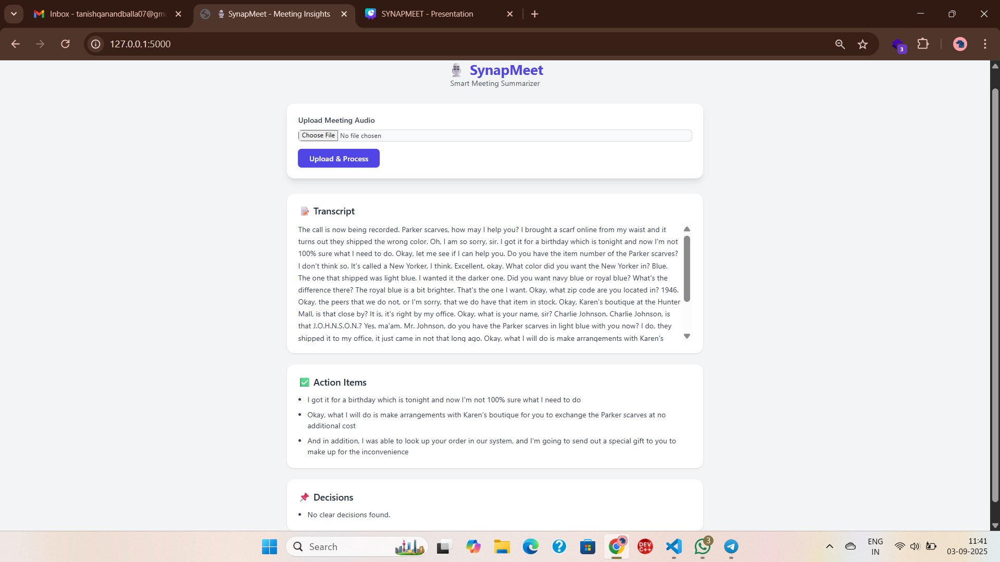 Inbox - tanishqanandballa07@gm
SynapMeet - Meeting Insights
SYNAPMEET - Presentation
127.0.0.1:5000
3
SynapMeet
Smart Meeting Summarizer
Upload Meeting Audio
Choose File No file chosen
Upload & Process
Transcript
The call is now being recorded. Parker scarves, how may I help you? I brought a scarf online from my waist and it
turns out they shipped the wrong color. Oh, I am so sorry, sir. I got it for a birthday which is tonight and now I'm not
100% sure what I need to do. Okay, let me see if I can help you. Do you have the item number of the Parker scarves?
I don't think so. It's called a New Yorker, I think. Excellent, okay. What color did you want the New Yorker in? Blue.
The one that shipped was light blue. I wanted it the darker one. Did you want navy blue or royal blue? What's the
difference there? The royal blue is a bit brighter. That's the one I want. Okay, what zip code are you located in? 1946.
Okay, the peers that we do not, or I'm sorry, that we do have that item in stock. Okay, Karen's boutique at the Hunter
Mall, is that close by? It is, it's right by my office. Okay, what is your name, sir? Charlie Johnson. Charlie Johnson, is
that J.O.H.N.S.O.N.? Yes, ma'am. Mr. Johnson, do you have the Parker scarves in light blue with you now? I do, they
shipped it to my office, it just came in not that long ago. Okay, what I will do is make arrangements with Karen's
Action Items
• I got it for a birthday which is tonight and now I'm not 100% sure what I need to do
• Okay, what I will do is make arrangements with Karen's boutique for you to exchange the Parker scarves at no
additional cost
• And in addition, I was able to look up your order in our system, and I'm going to send out a special gift to you to
make up for the inconvenience
Decisions
• No clear decisions found.
Search
DEV
C++
3
ENG
IN
11:41
03-09-2025